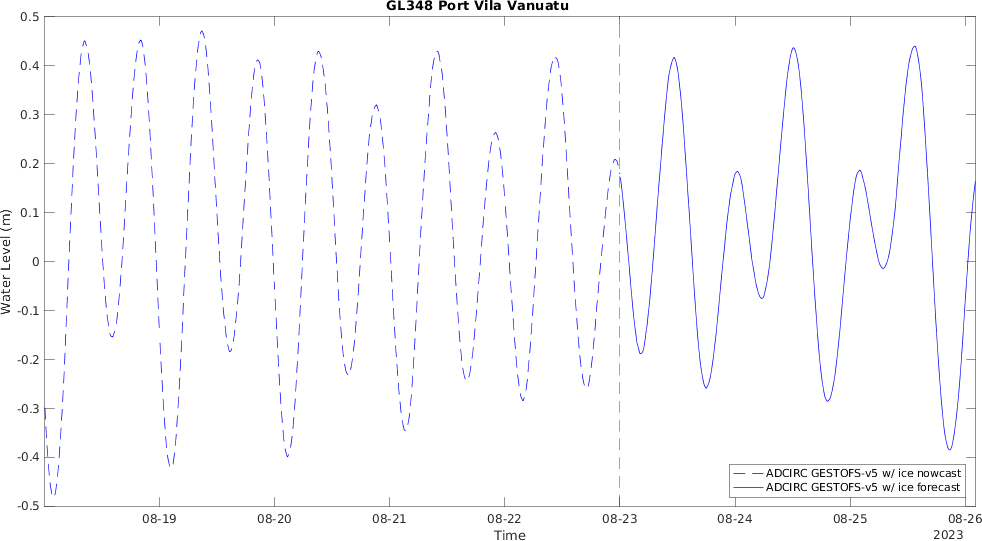 GL348 Port Vila Vanuatu
0.5
0.4
0.3
0.2
0.1
0
-0.1
-0.2
-0.3
-0.4
-0.5
Water Level (m)
ADCIRC GESTOFS-v5 w/ ice nowcast
ADCIRC GESTOFS-v5 w/ ice forecast
08-19 08-20 08-21 08-22 08-23 08-24 08-25 08-26
Time
2023